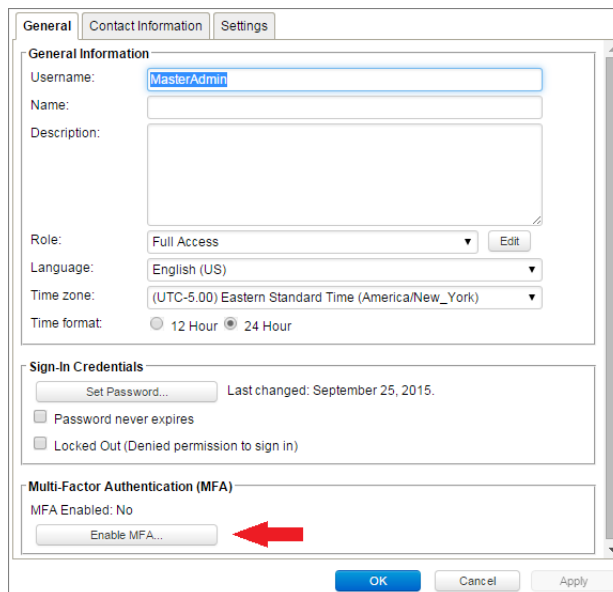 General Contact Information Settings
General Information
Username: MasterAdmin
Name:
Description:
Role: Full Access Edit
Language: English (US)
Time zone: (UTC-5.00) Eastern Standard Time (America/New_York)
Time format: 12 Hour 24 Hour
Sign-In Credentials
Set Password... Last changed: September 25, 2015.
Password never expires
Locked Out (Denied permission to sign in)
Multi-Factor Authentication (MFA)
MFA Enabled: No
Enable MFA...
OK Cancel Apply